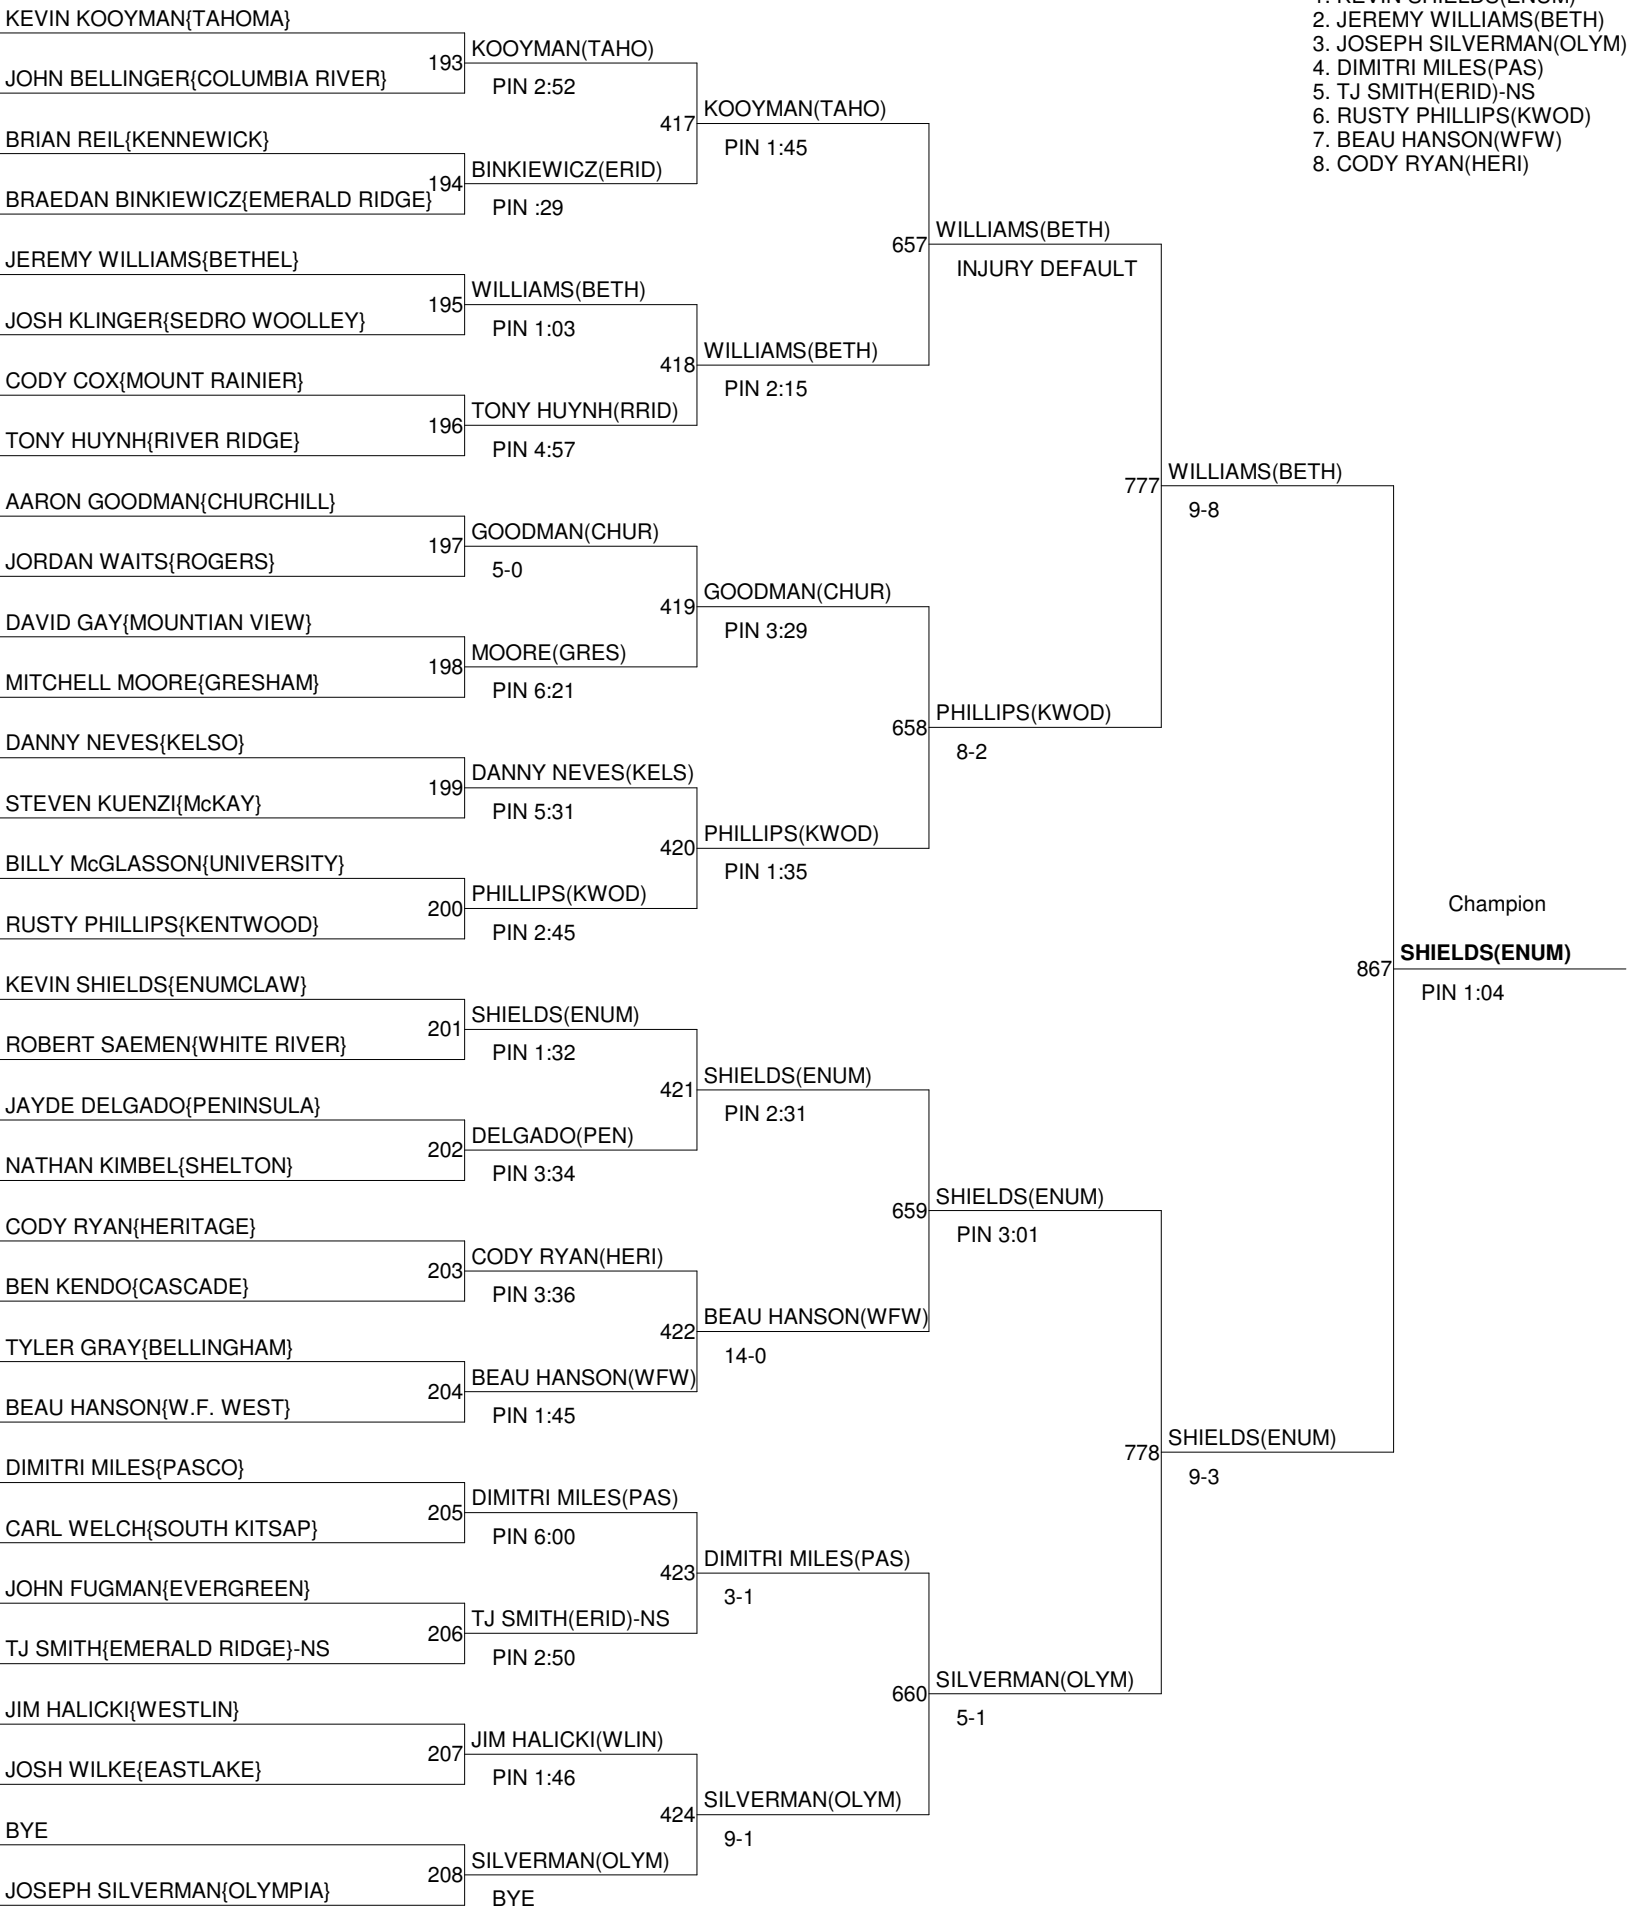 1. KEVIN SHIELDS(ENUM)
2. JEREMY WILLIAMS(BETH)
3. JOSEPH SILVERMAN(OLYM)
4. DIMITRI MILES(PAS)
5. TJ SMITH(ERID)-NS
6. RUSTY PHILLIPS(KWOD)
7. BEAU HANSON(WFW)
8. CODY RYAN(HERI)
KEVIN KOOYMAN{TAHOMA}
JOHN BELLINGER{COLUMBIA RIVER}
BRIAN REIL{KENNEWICK}
BRAEDAN BINKIEWICZ{EMERALD RIDGE}
JEREMY WILLIAMS{BETHEL}
JOSH KLINGER{SEDRO WOOLLEY}
CODY COX{MOUNT RAINIER}
TONY HUYNH{RIVER RIDGE}
AARON GOODMAN{CHURCHILL}
JORDAN WAITS{ROGERS}
DAVID GAY{MOUNTIAN VIEW}
MITCHELL MOORE{GRESHAM}
DANNY NEVES{KELSO}
STEVEN KUENZI{McKAY}
BILLY McGLASSON{UNIVERSITY}
RUSTY PHILLIPS{KENTWOOD}
KEVIN SHIELDS{ENUMCLAW}
ROBERT SAEMEN{WHITE RIVER}
JAYDE DELGADO{PENINSULA}
NATHAN KIMBEL{SHELTON}
CODY RYAN{HERITAGE}
BEN KENDO{CASCADE}
TYLER GRAY{BELLINGHAM}
BEAU HANSON{W.F. WEST}
DIMITRI MILES{PASCO}
CARL WELCH{SOUTH KITSAP}
JOHN FUGMAN{EVERGREEN}
TJ SMITH{EMERALD RIDGE}-NS
JIM HALICKI{WESTLIN}
JOSH WILKE{EASTLAKE}
BYE
JOSEPH SILVERMAN{OLYMPIA}
193 KOOYMAN(TAHO)
PIN 2:52
194 BINKIEWICZ(ERID)
PIN :29
195 WILLIAMS(BETH)
PIN 1:03
196 TONY HUYNH(RRID)
PIN 4:57
197 GOODMAN(CHUR)
5-0
198 MOORE(GRES)
PIN 6:21
199 DANNY NEVES(KELS)
PIN 5:31
200 PHILLIPS(KWOD)
PIN 2:45
201 SHIELDS(ENUM)
PIN 1:32
202 DELGADO(PEN)
PIN 3:34
203 CODY RYAN(HERI)
PIN 3:36
204 BEAU HANSON(WFW)
PIN 1:45
205 DIMITRI MILES(PAS)
PIN 6:00
206 TJ SMITH(ERID)-NS
PIN 2:50
207 JIM HALICKI(WLIN)
PIN 1:46
208 SILVERMAN(OLYM)
BYE
417 KOOYMAN(TAHO)
PIN 1:45
418 WILLIAMS(BETH)
PIN 2:15
419 GOODMAN(CHUR)
PIN 3:29
420 PHILLIPS(KWOD)
PIN 1:35
421 SHIELDS(ENUM)
PIN 2:31
422 BEAU HANSON(WFW)
14-0
423 DIMITRI MILES(PAS)
3-1
424 SILVERMAN(OLYM)
9-1
657 WILLIAMS(BETH)
INJURY DEFAULT
658 PHILLIPS(KWOD)
8-2
659 SHIELDS(ENUM)
PIN 3:01
660 SILVERMAN(OLYM)
5-1
777 WILLIAMS(BETH)
9-8
778 SHIELDS(ENUM)
9-3
Champion
867 SHIELDS(ENUM)
PIN 1:04